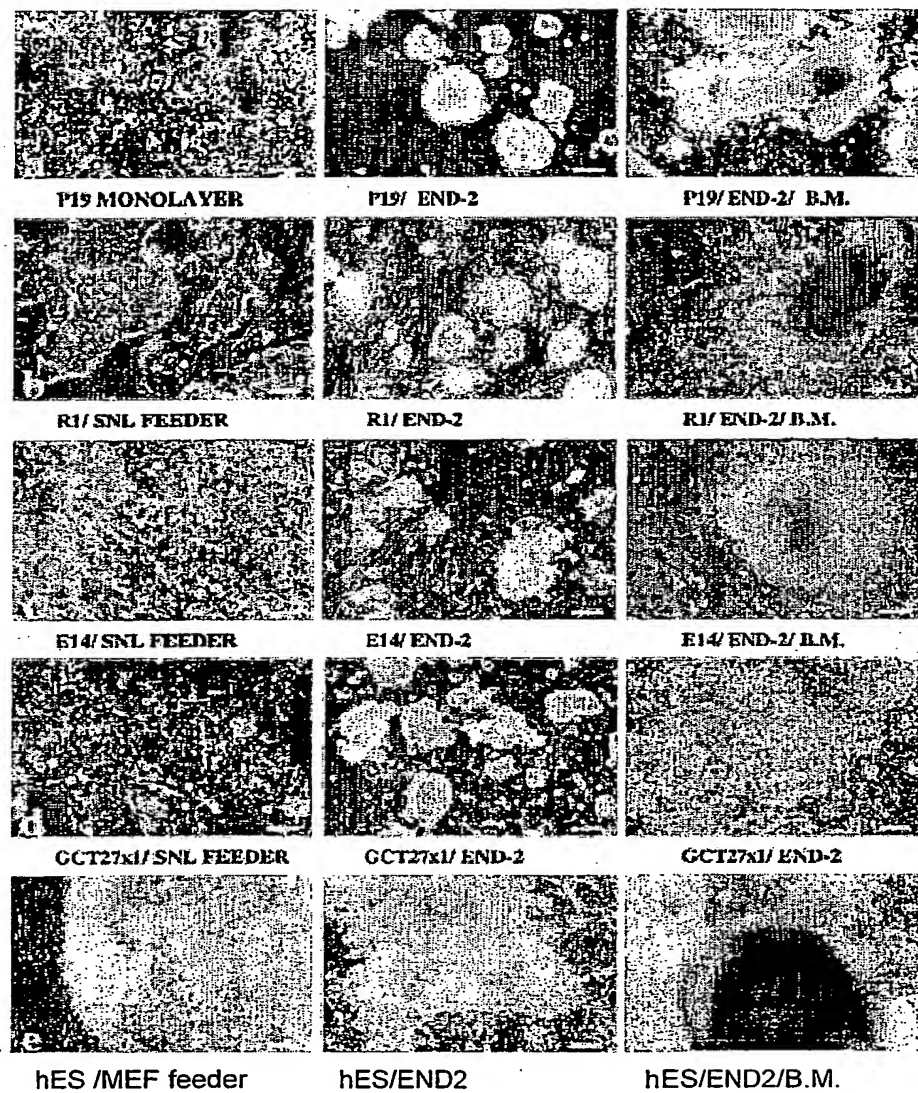 P19 MONOLAYER P19/ END-2 P19/ END-2/ B.M.
b
R1/ SNL FEEDER R1/ END-2 R1/ END-2/ B.M.
E14/ SNL FEEDER E14/ END-2 E14/ END-2/ B.M.
d
GCT27x1/ SNL FEEDER GCT27x1/ END-2 GCT27x1/ END-2
e
hES /MEF feeder hES/END2 hES/END2/B.M.